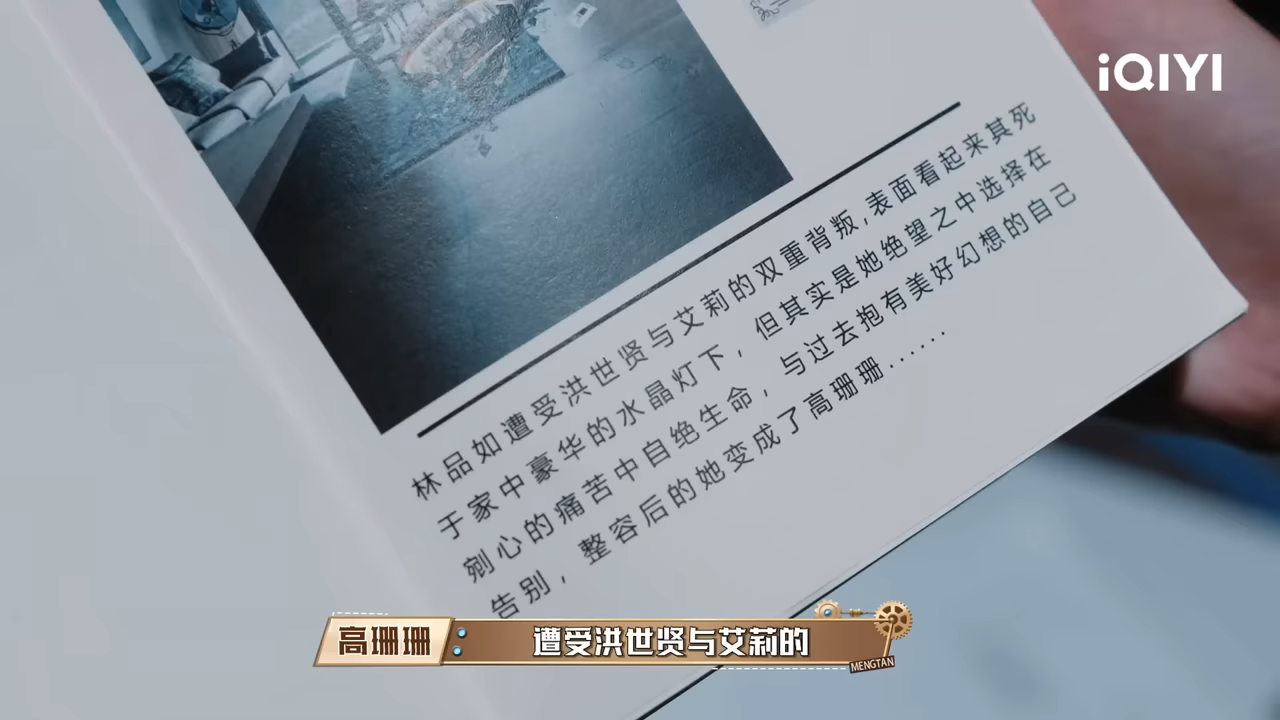 iQIYI
林品如遭受洪世贤与艾莉的双重背叛,表面看起来其死
于家中豪华的水晶灯下，但其实是她绝望之中选择在
剜心的痛苦中自绝生命，与过去抱有美好幻想的自己
告别，整容后的她变成了高珊珊......
高珊珊：遭受洪世贤与艾莉的
MENGTAN